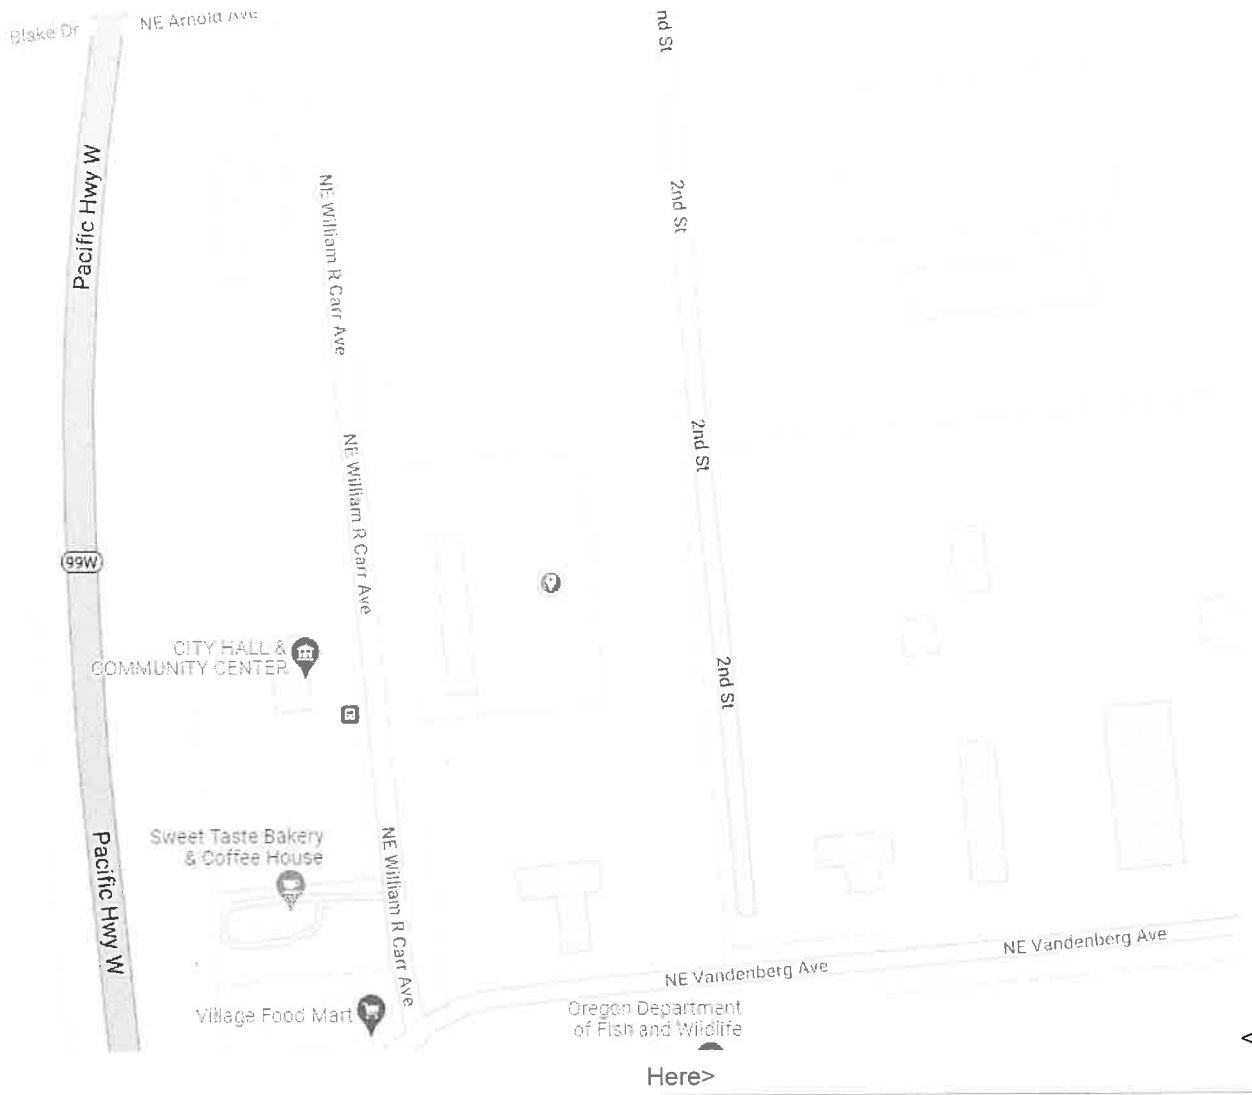 Blake Dr
NE Arnold Ave
nd St
Pacific Hwy W
NE William R Carr Ave
2nd St
NE William R Carr Ave
2nd St
99W
CITY HALL &
COMMUNITY CENTER
2nd St
Sweet Taste Bakery
& Coffee House
Pacific Hwy W
NE William R Carr Ave
NE Vandenberg Ave
NE Vandenberg Ave
Village Food Mart
Oregon Department
of Fish and Wildlife
<
Here>